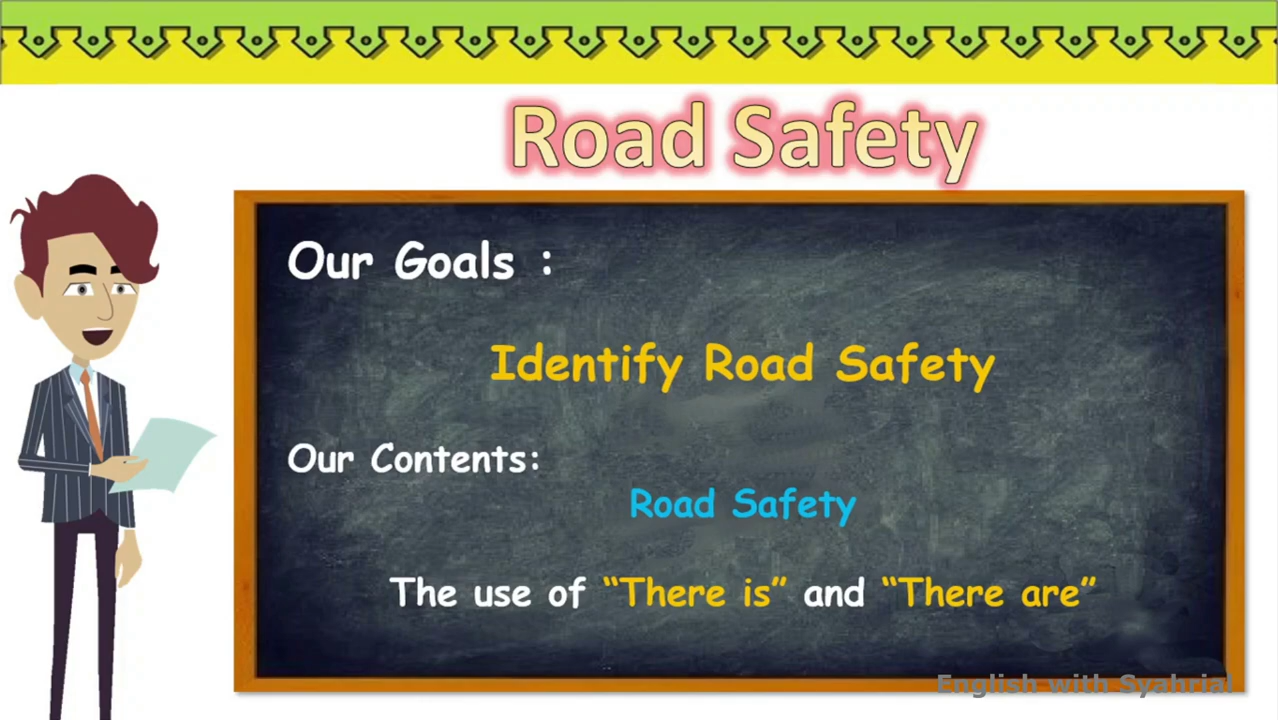 Road Safety
Our Goals :
Identify Road Safety
Our Contents:
Road Safety
The use of “There is” and “There are”
English with Syahrial